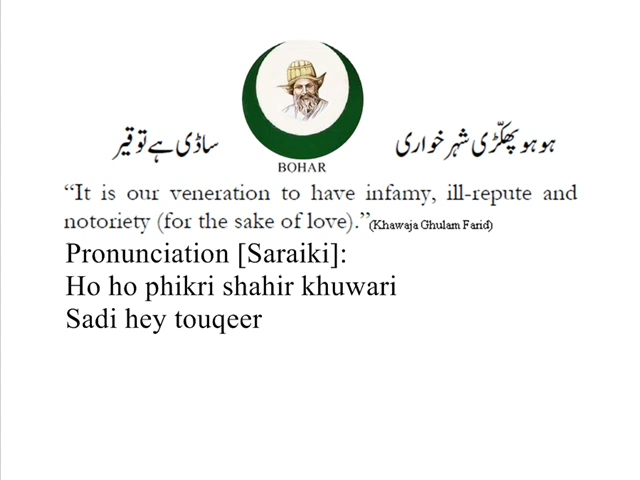 ہو ہو پھکڑّی شہر خواری
ساڈی ہے توقیر
BOHAR
“It is our veneration to have infamy, ill-repute and
notoriety (for the sake of love).”(Khawaja Ghulam Farid)
Pronunciation [Saraiki]:
Ho ho phikri shahir khuwari
Sadi hey touqeer